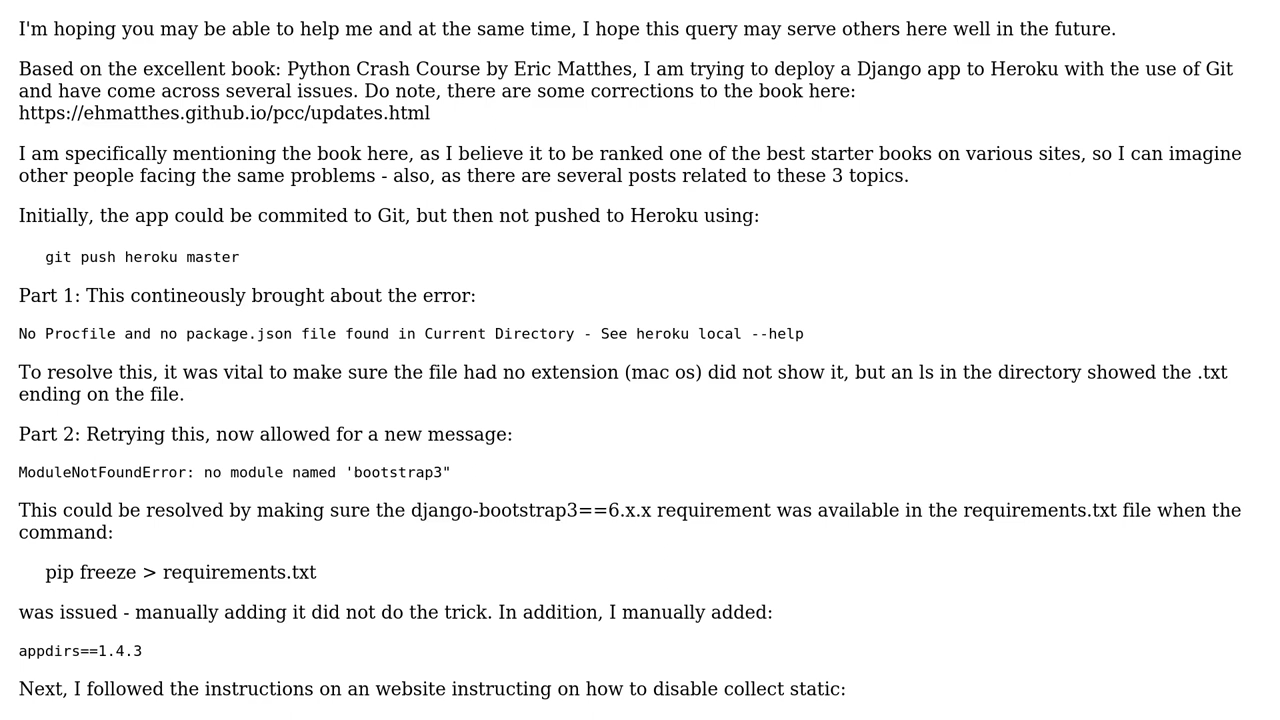 I'm hoping you may be able to help me and at the same time, I hope this query may serve others here well in the future.
Based on the excellent book: Python Crash Course by Eric Matthes, I am trying to deploy a Django app to Heroku with the use of Git
and have come across several issues. Do note, there are some corrections to the book here:
https://ehmatthes.github.io/pcc/updates.html
I am specifically mentioning the book here, as I believe it to be ranked one of the best starter books on various sites, so I can imagine
other people facing the same problems - also, as there are several posts related to these 3 topics.
Initially, the app could be commited to Git, but then not pushed to Heroku using:
git push heroku master
Part 1: This contineously brought about the error:
No Procfile and no package.json file found in Current Directory - See heroku local --help
To resolve this, it was vital to make sure the file had no extension (mac os) did not show it, but an ls in the directory showed the .txt
ending on the file.
Part 2: Retrying this, now allowed for a new message:
ModuleNotFoundError: no module named 'bootstrap3"
This could be resolved by making sure the django-bootstrap3==6.x.x requirement was available in the requirements.txt file when the
command:
pip freeze > requirements.txt
was issued - manually adding it did not do the trick. In addition, I manually added:
appdirs==1.4.3
Next, I followed the instructions on an website instructing on how to disable collect static: